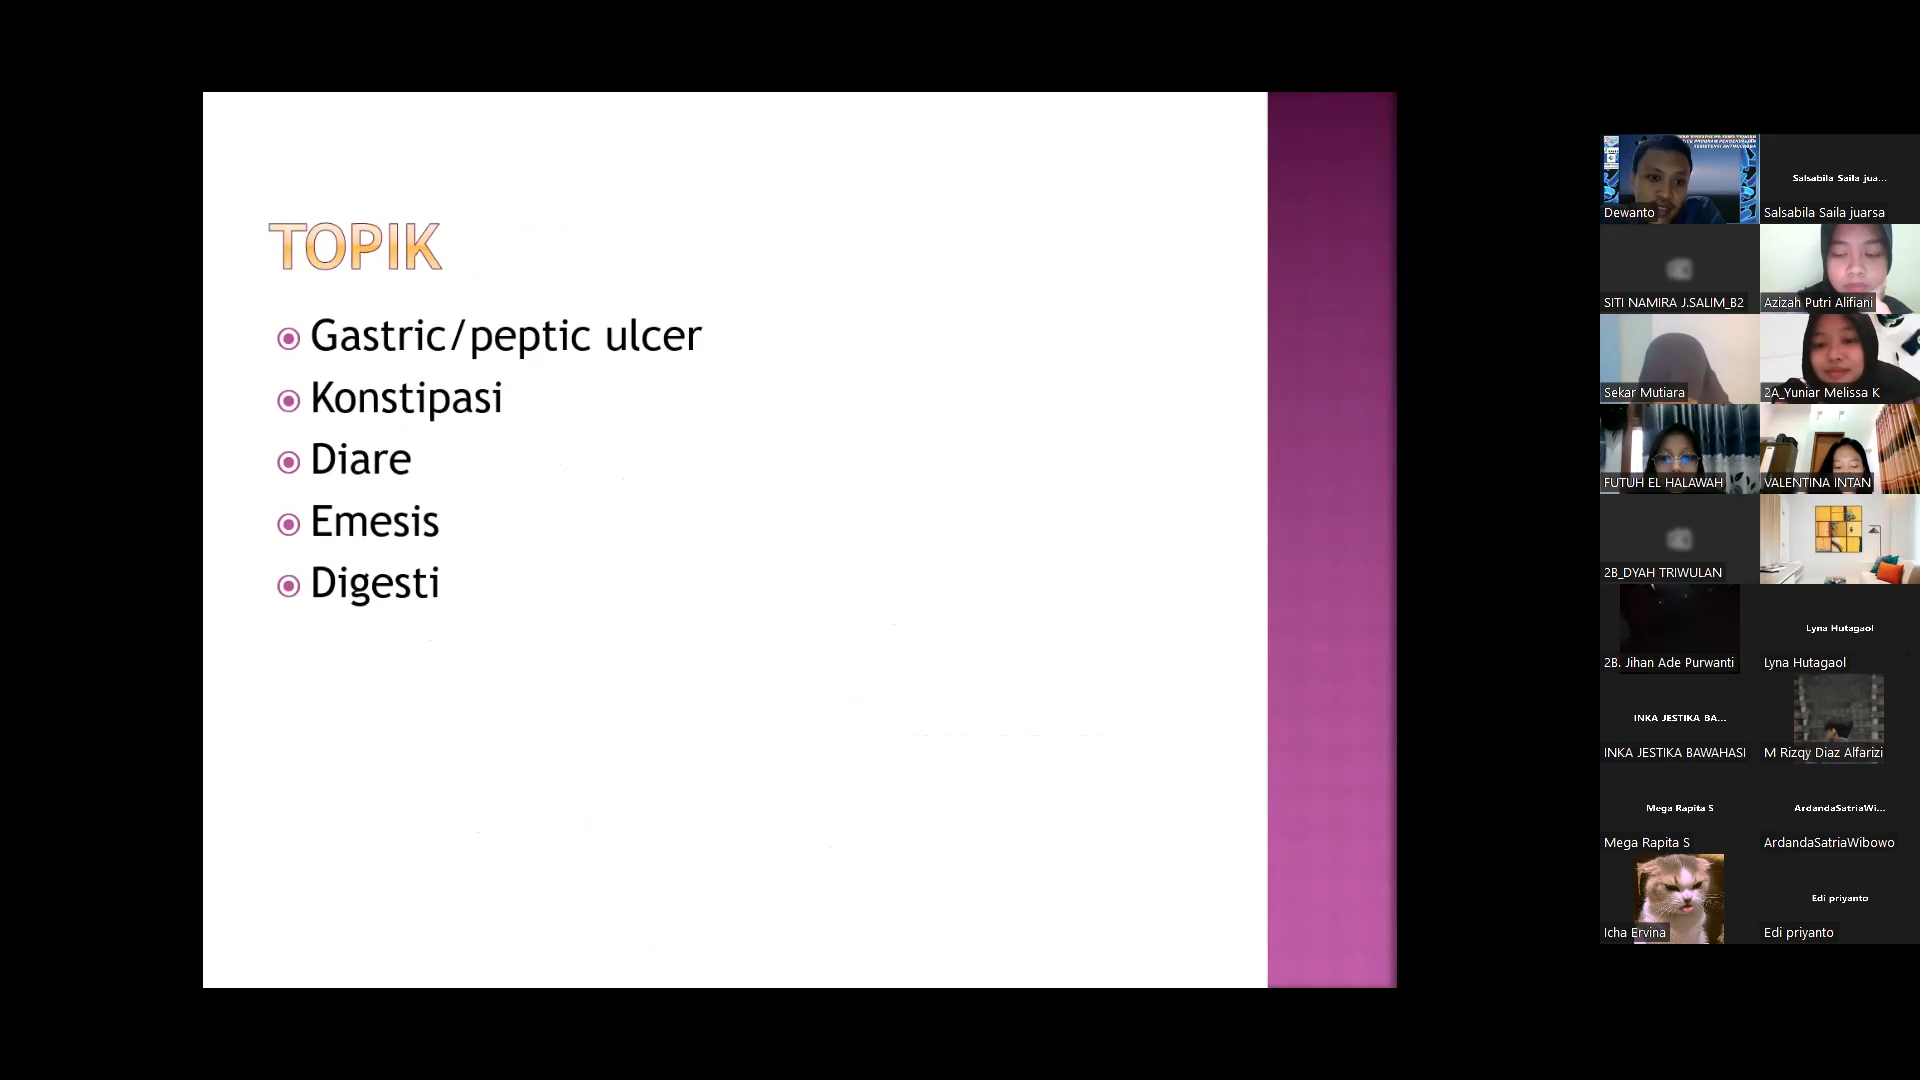 TOPIK
Gastric/peptic ulcer
Konstipasi
Diare
Emesis
Digesti
Dewanto
Salsabila Saila jua...
Salsabila Saila juarsa
SITI NAMIRA J.SALIM_B2
Azizah Putri Alifiani
Sekar Mutiara
2A_Yuniar Melissa K
FUTUH EL HALAWAH
VALENTINA INTAN
2B_DYAH TRIWULAN
2B. Jihan Ade Purwanti
Lyna Hutagaol
Lyna Hutagaol
INKA JESTIKA BA...
INKA JESTIKA BAWAHASI
M Rizqy Diaz Alfarizi
Mega Rapita S
Mega Rapita S
ArdandaSatriaWi...
ArdandaSatriaWibowo
Icha Ervina
Edi priyanto
Edi priyanto